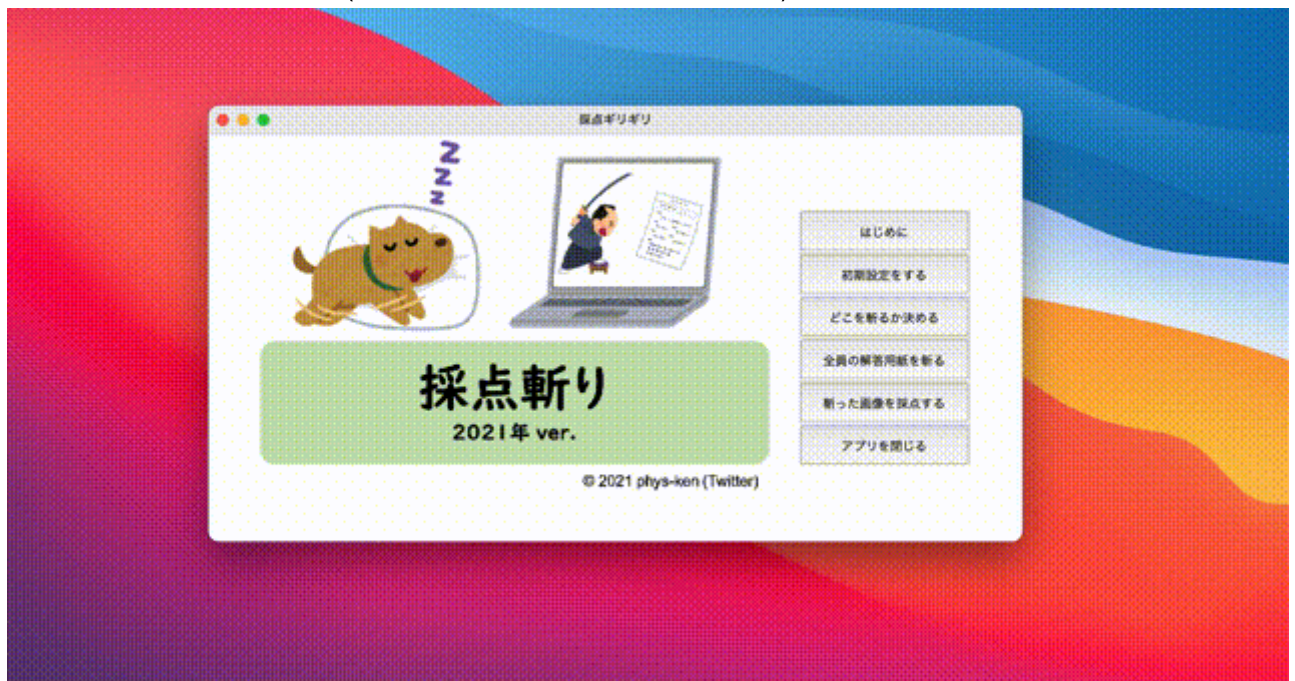 採点ギリギリ
ZZZ
採点斬り
2021年 ver.
© 2021 phys-ken (Twitter)
はじめに
初期設定をする
どこを斬るか決める
全員の解答用紙を斬る
斬った画像を採点する
アプリを閉じる